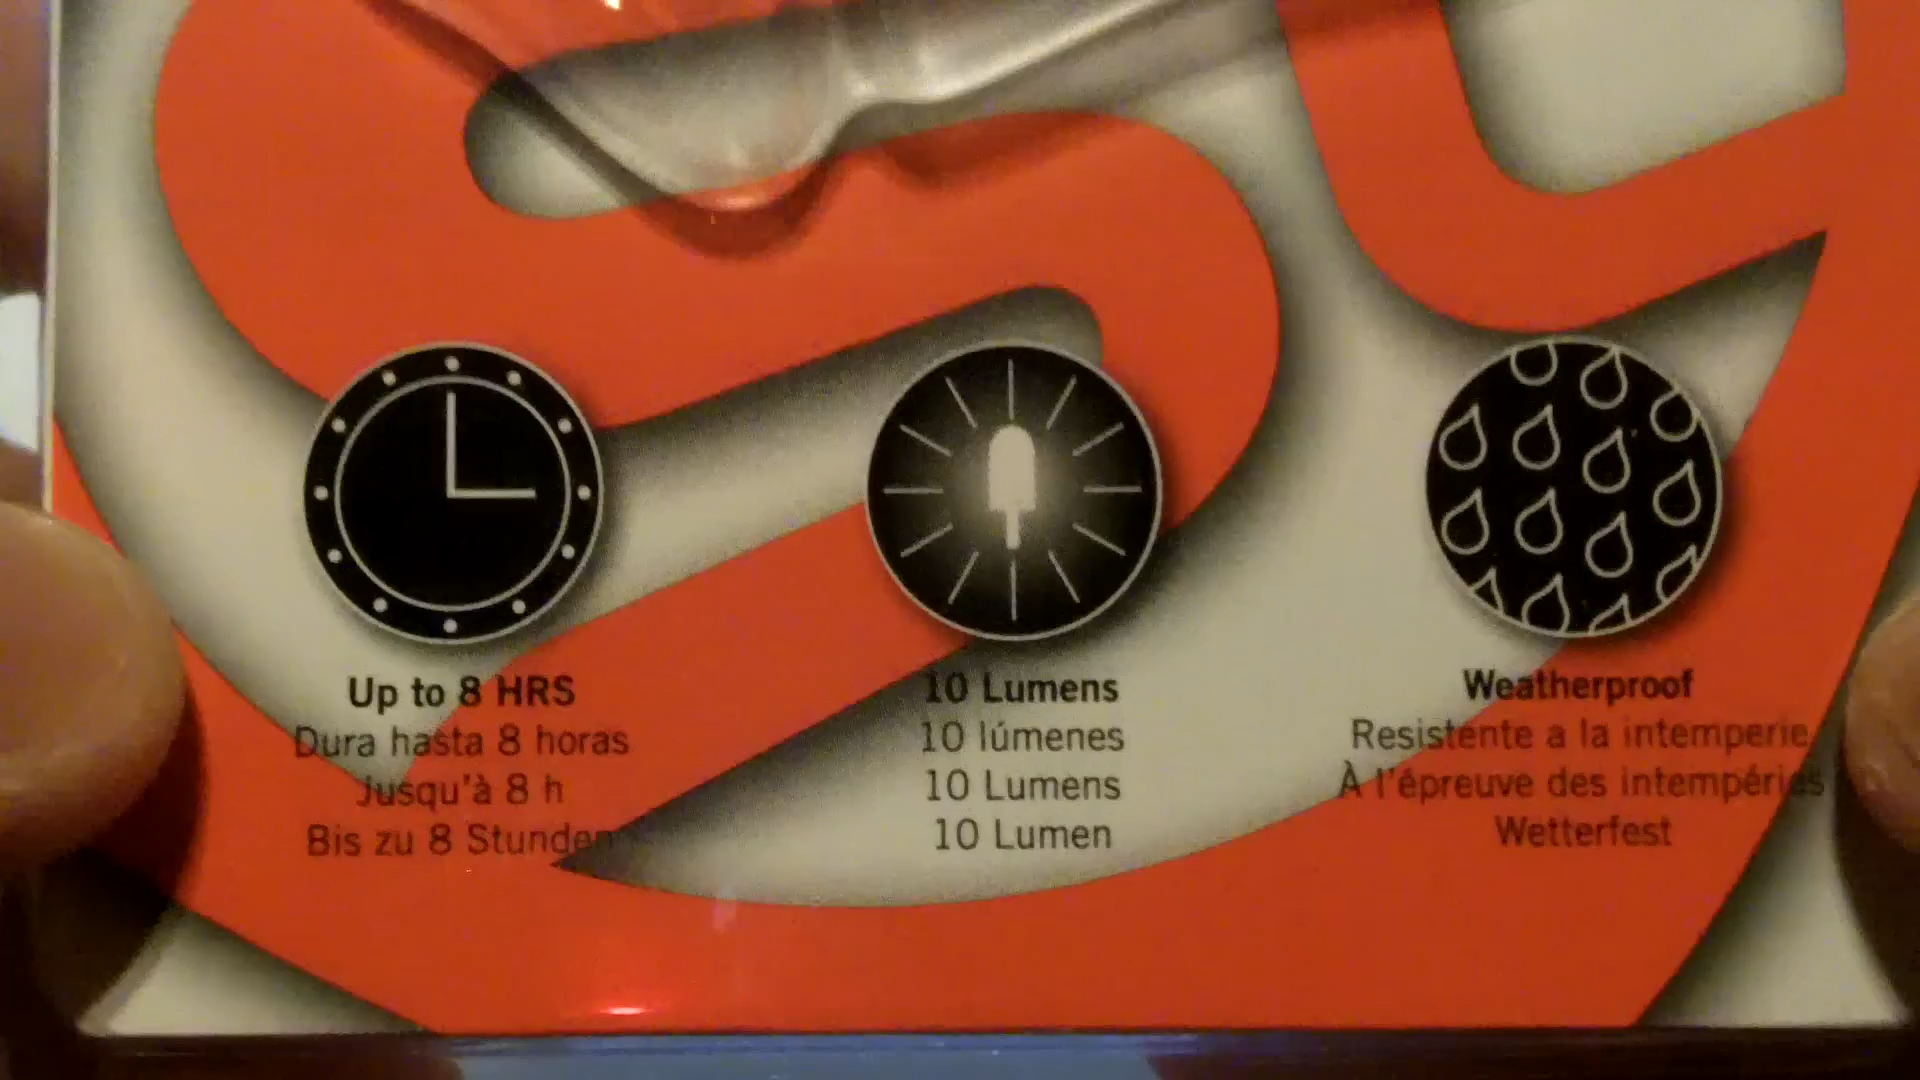 Up to 8 HRS
Dura hasta 8 horas
Jusqu'à 8 h
Bis zu 8 Stunden
10 Lumens
10 lúmenes
10 Lumens
10 Lumen
Weatherproof
Resistente a la intemperie
À l'épreuve des intempéries
Wetterfest